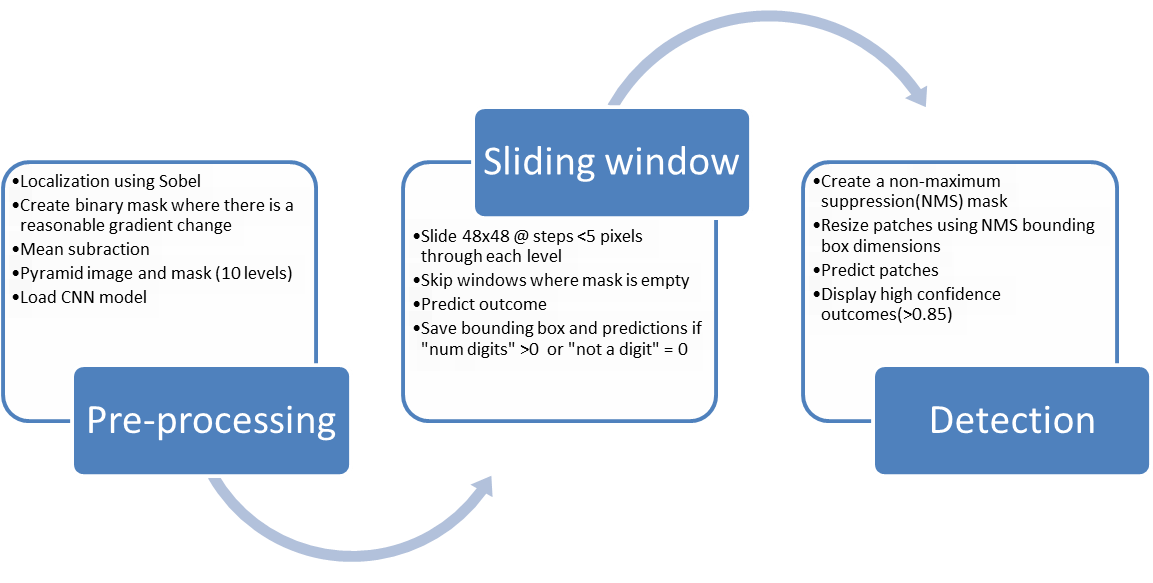 •Localization using Sobel
•Create binary mask where there is a
reasonable gradient change
•Mean subtraction
•Pyramid image and mask (10 levels)
•Load CNN model
Pre-processing
Sliding window
•Slide 48x48 @ steps <5 pixels
through each level
•Skip windows where mask is empty
•Predict outcome
•Save bounding box and predictions if
"num digits" >0  or "not a digit" = 0
•Create a non-maximum
suppression(NMS) mask
•Resize patches using NMS bounding
box dimensions
•Predict patches
•Display high confidence
outcomes(>0.85)
Detection